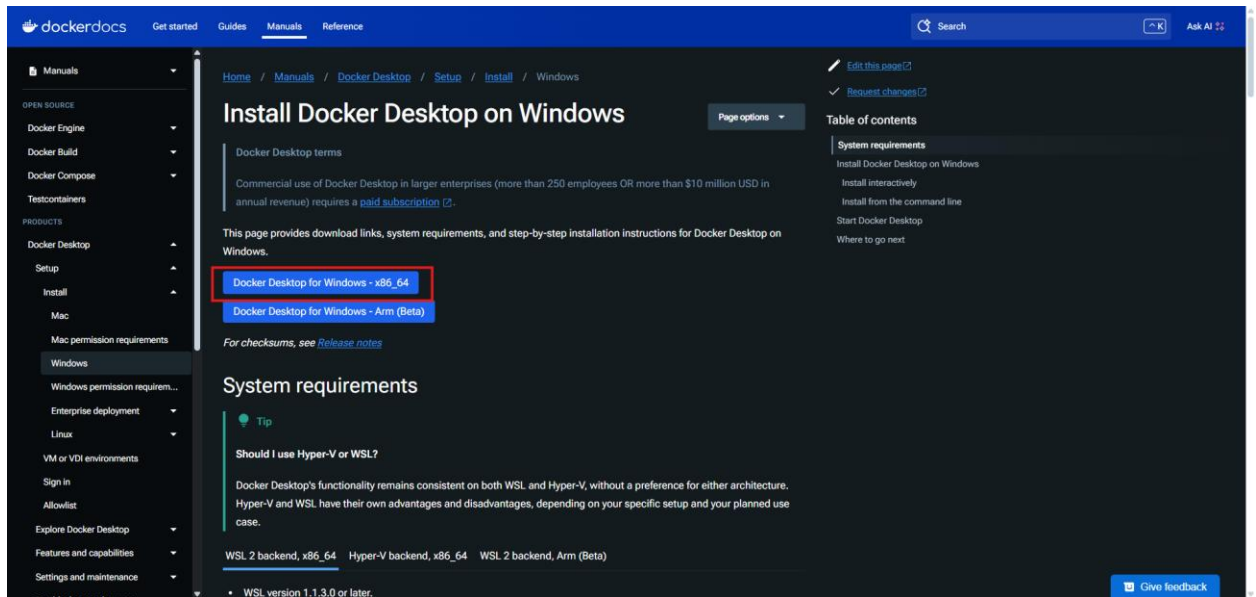 dockerdocs
Get started
Guides
Manuals
Reference
Search
^K
Ask AI
Manuals
OPEN SOURCE
Docker Engine
Docker Build
Docker Compose
Testcontainers
PRODUCTS
Docker Desktop
Setup
Install
Mac
Mac permission requirements
Windows
Windows permission requirem...
Enterprise deployment
Linux
VM or VDI environments
Sign in
Allowlist
Explore Docker Desktop
Features and capabilities
Settings and maintenance
Home / Manuals / Docker Desktop / Setup / Install / Windows
Install Docker Desktop on Windows
Page options
Docker Desktop terms
Commercial use of Docker Desktop in larger enterprises (more than 250 employees OR more than $10 million USD in
annual revenue) requires a paid subscription.
This page provides download links, system requirements, and step-by-step installation instructions for Docker Desktop on
Windows.
Docker Desktop for Windows - x86_64
Docker Desktop for Windows - Arm (Beta)
For checksums, see Release notes
System requirements
Tip
Should I use Hyper-V or WSL?
Docker Desktop's functionality remains consistent on both WSL and Hyper-V, without a preference for either architecture.
Hyper-V and WSL have their own advantages and disadvantages, depending on your specific setup and your planned use
case.
WSL 2 backend, x86_64 Hyper-V backend, x86_64 WSL 2 backend, Arm (Beta)
• WSL version 1.1.3.0 or later.
Edit this page
Request changes
Table of contents
System requirements
Install Docker Desktop on Windows
Install interactively
Install from the command line
Start Docker Desktop
Where to go next
Give feedback